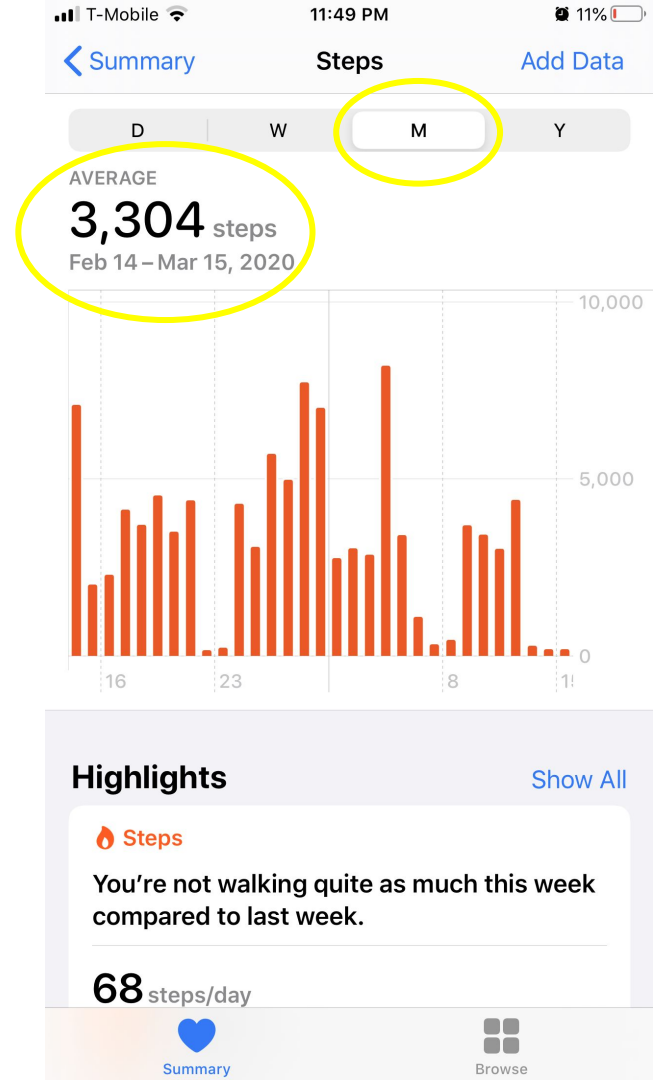 T-Mobile 11:49 PM 11%
Summary Steps Add Data
D W M Y
AVERAGE
3,304 steps
Feb 14 – Mar 15, 2020
10,000
5,000
0
16 23 8
Highlights Show All
Steps
You're not walking quite as much this week
compared to last week.
68 steps/day
Summary Browse